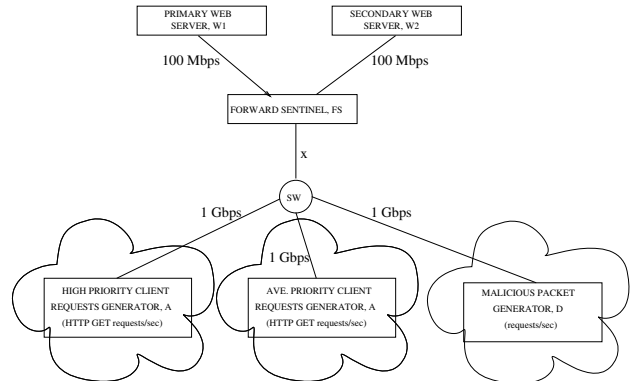 PRIMARY WEB
SERVER, W1
SECONDARY WEB
SERVER, W2
100 Mbps
100 Mbps
FORWARD SENTINEL, FS
x
SW
1 Gbps
1 Gbps
1 Gbps
HIGH PRIORITY CLIENT
REQUESTS GENERATOR, A
(HTTP GET requests/sec)
AVE. PRIORITY CLIENT
REQUESTS GENERATOR, A
(HTTP GET requests/sec)
MALICIOUS PACKET
GENERATOR, D
(requests/sec)